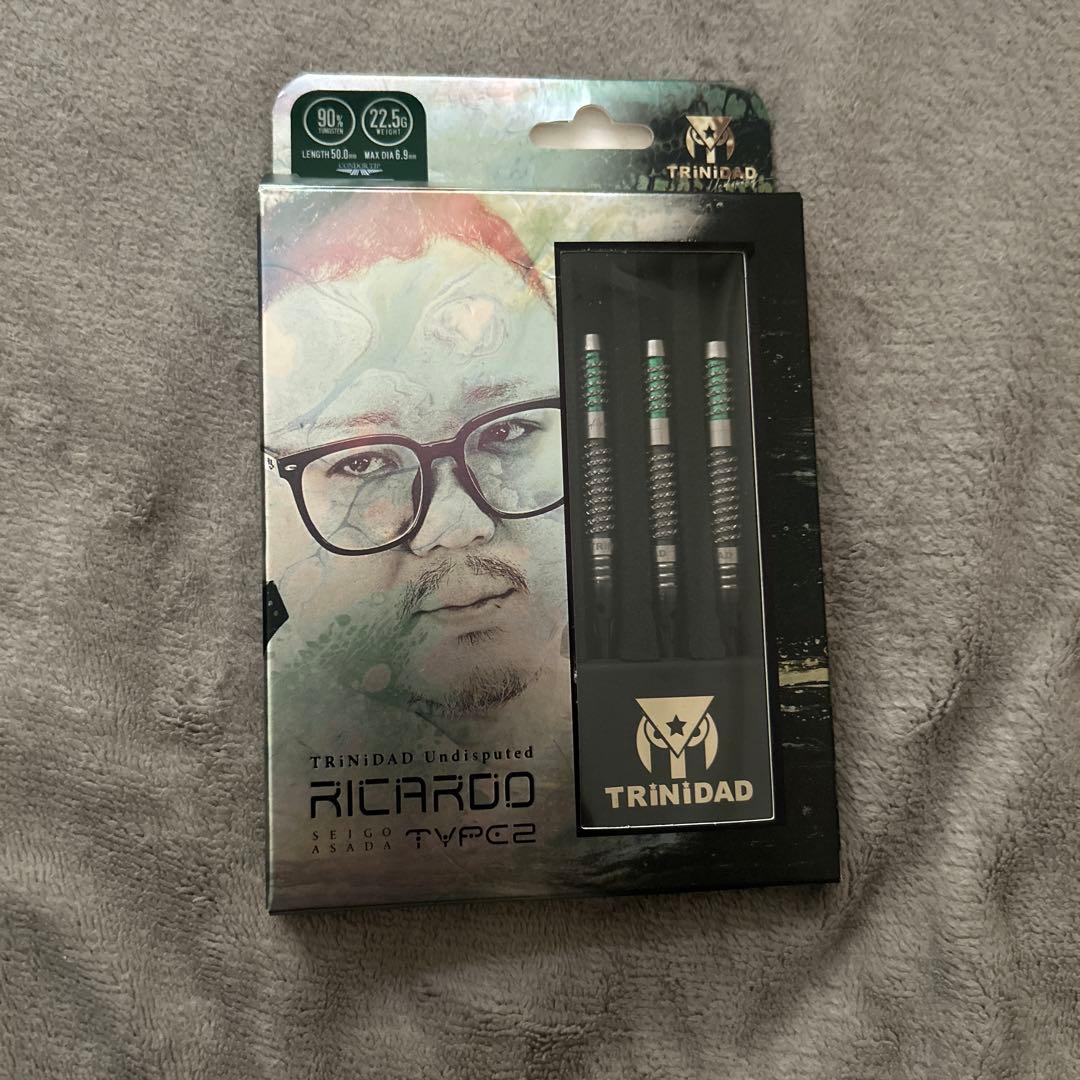 90%
TUNGSTEN
22.5G
WEIGHT
LENGTH 50.0mm MAX DIA 6.9mm
CONDOR TIP
TRiNiDAD
TRiNiDAD Undisputed
RICARDO
SEIGO
ASADA
TYPE2
TRiNiDAD